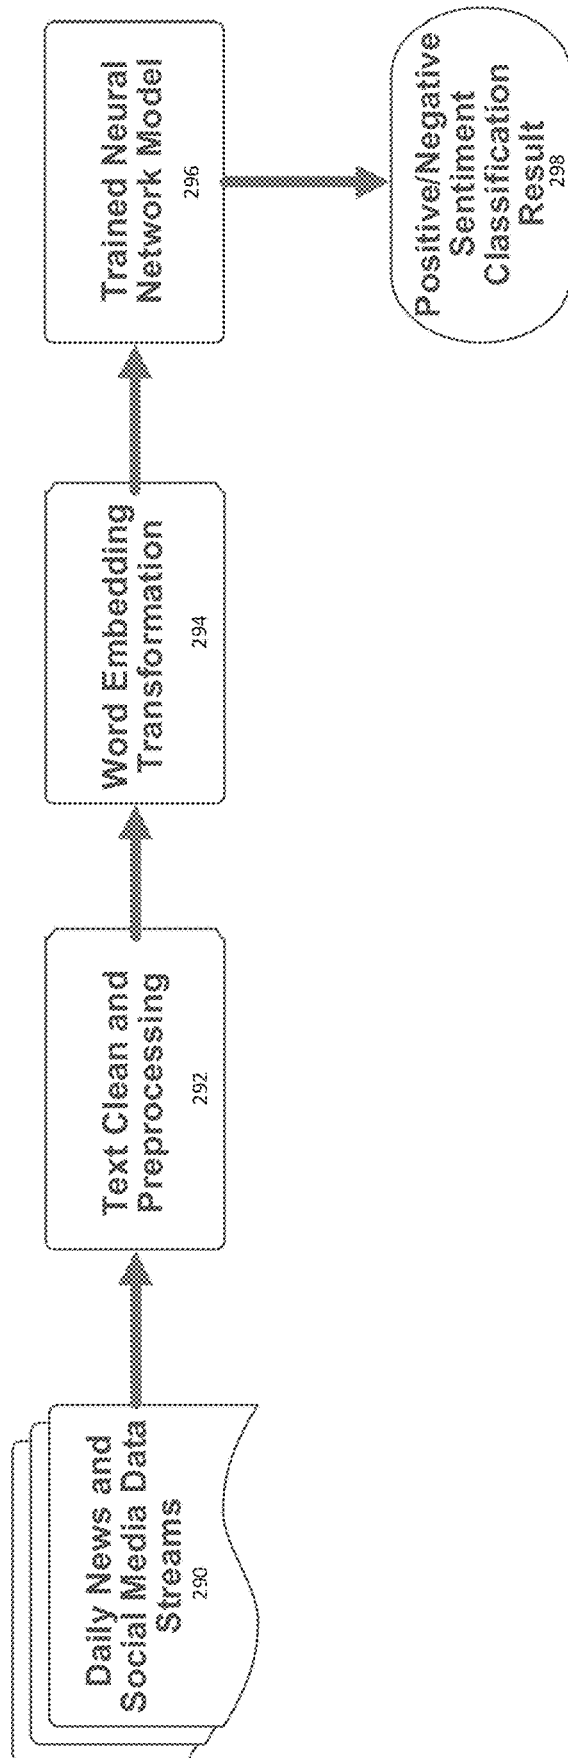 Daily News and
Social Media Data
Streams
290
Text Clean and
Preprocessing
292
Word Embedding
Transformation
294
Trained Neural
Network Model
296
Positive/Negative
Sentiment
Classification
Result
298